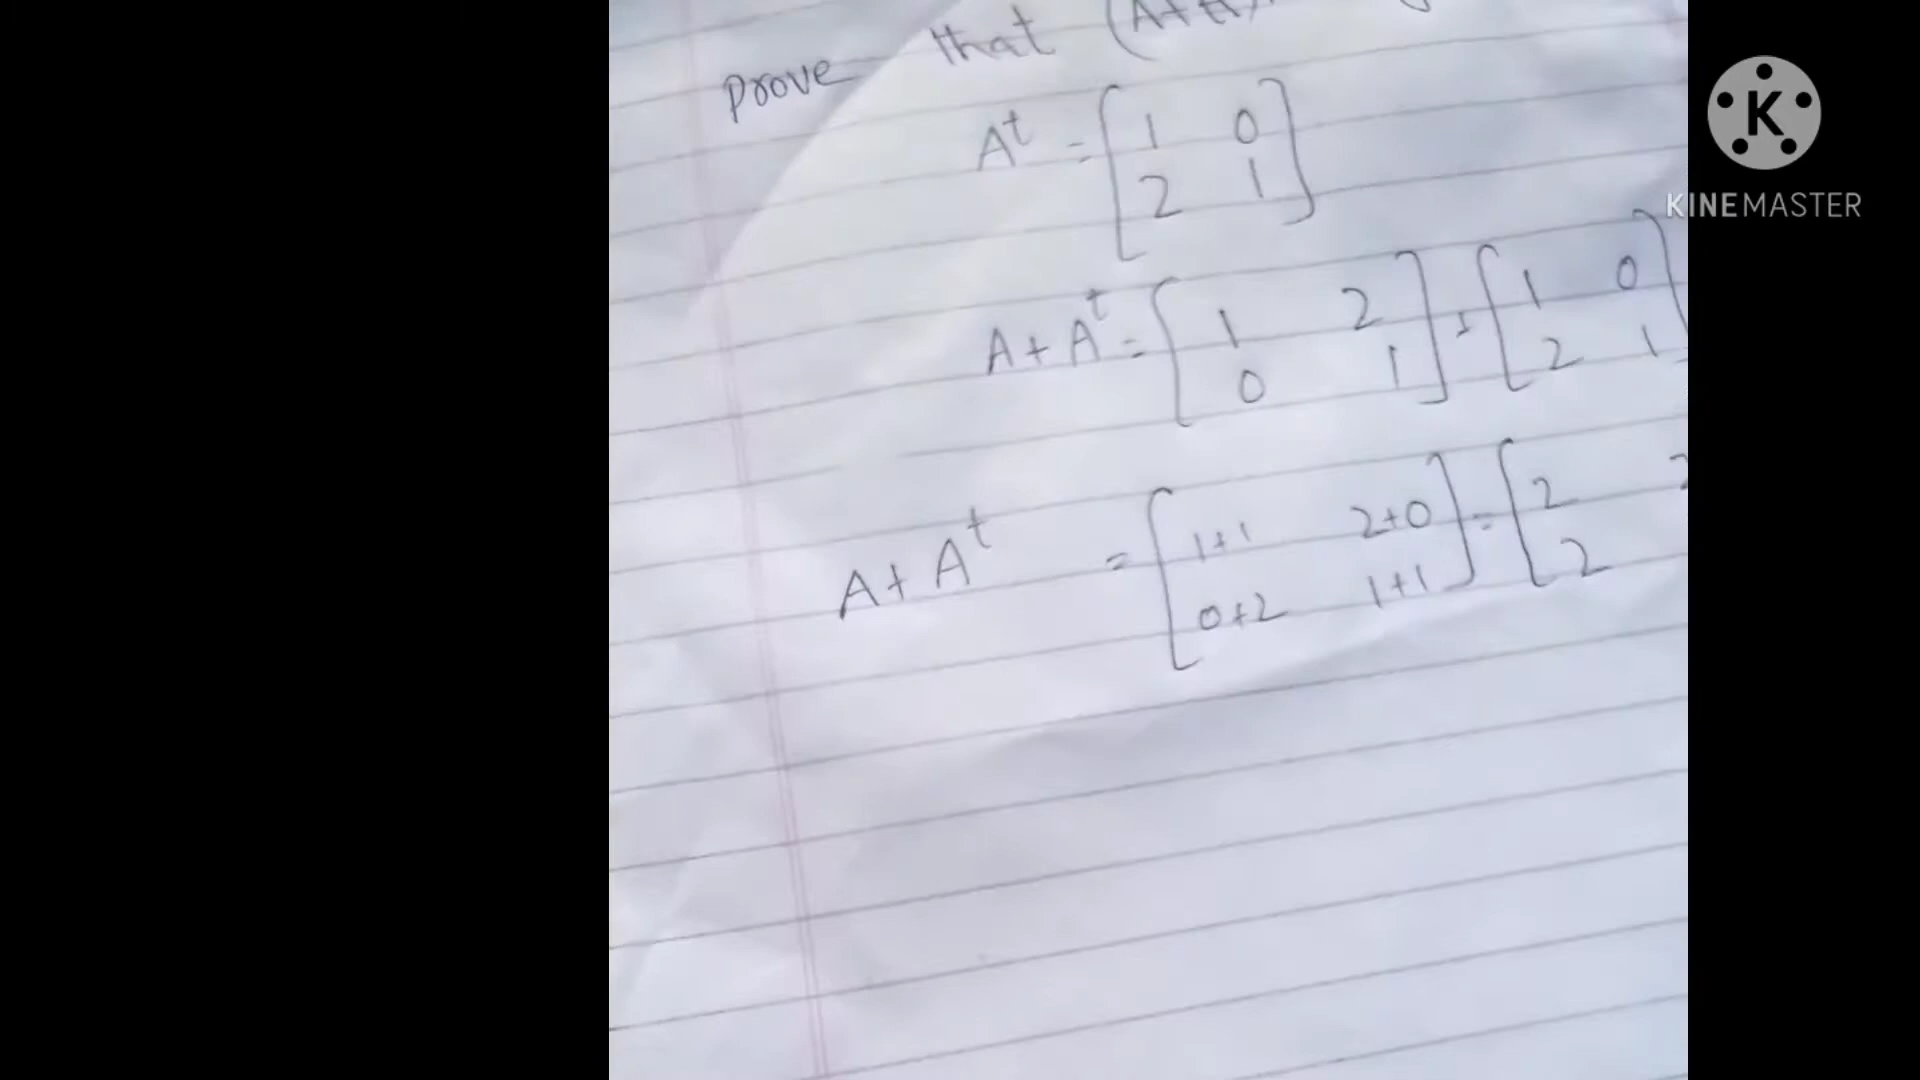 Prove that (A+A
A^t = [1 0
2 1]
A+A^t = [1 2
0 1] + [1 0
2 1
A+A^t = [1+1 2+0
0+2 1+1] = [2
2
KINEMASTER